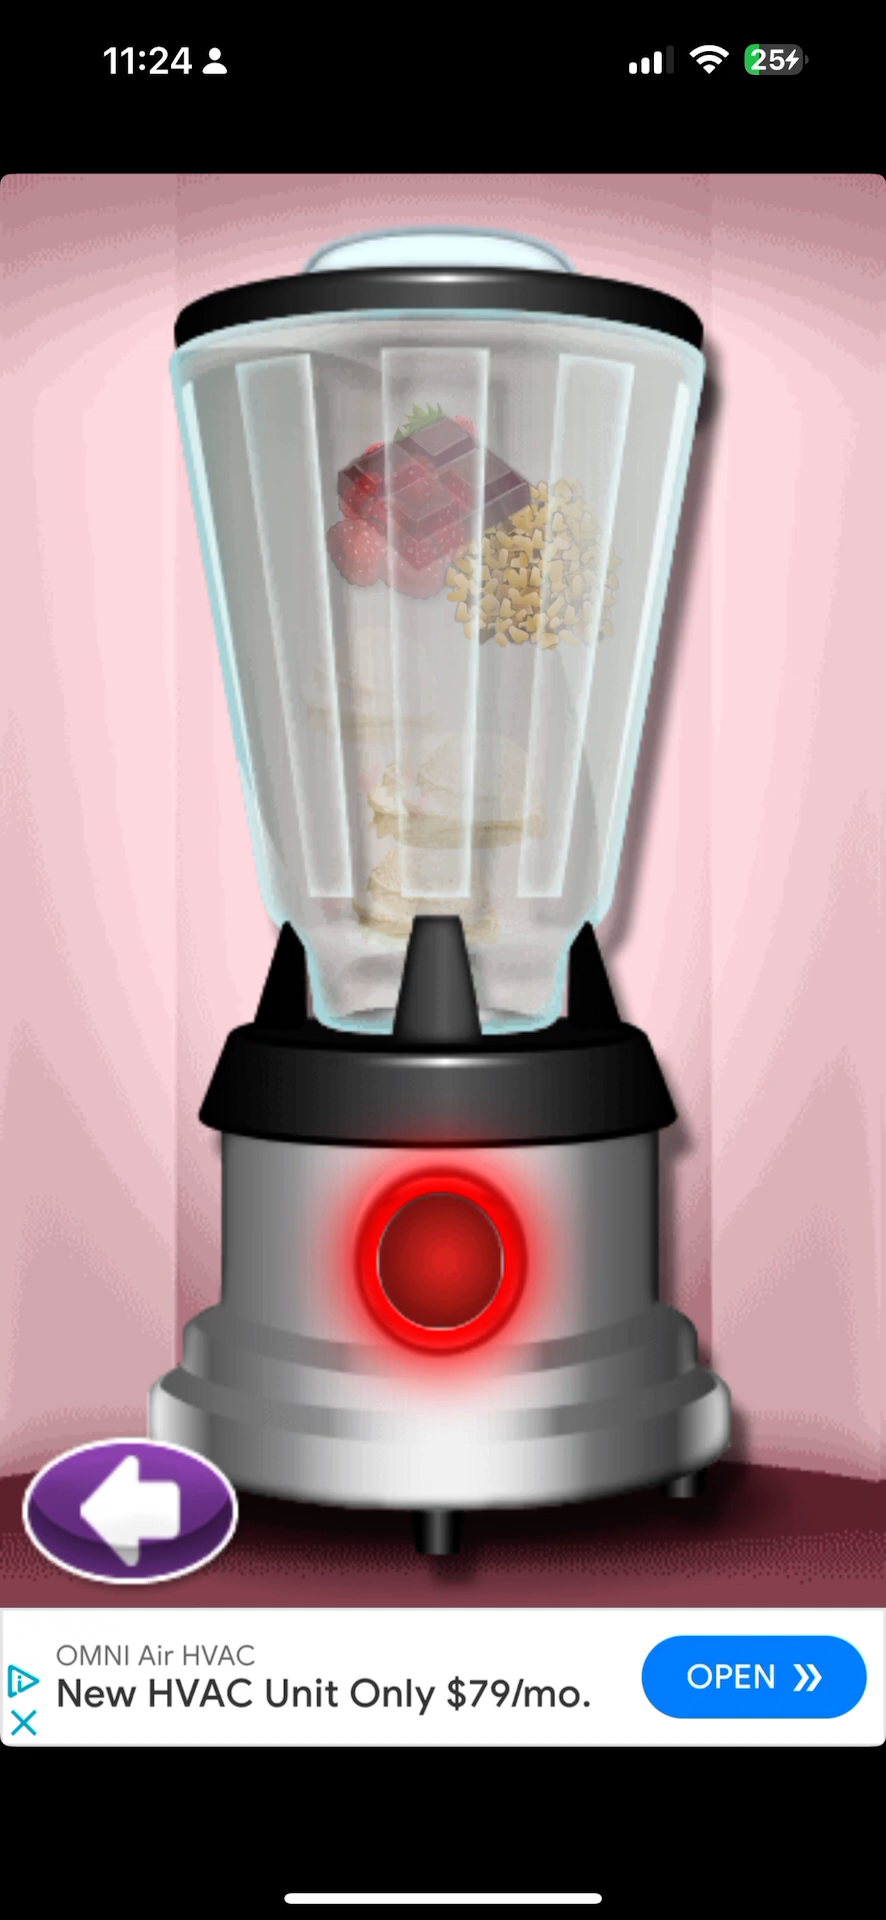 11:24
25
OMNI Air HVAC
New HVAC Unit Only $79/mo.
OPEN